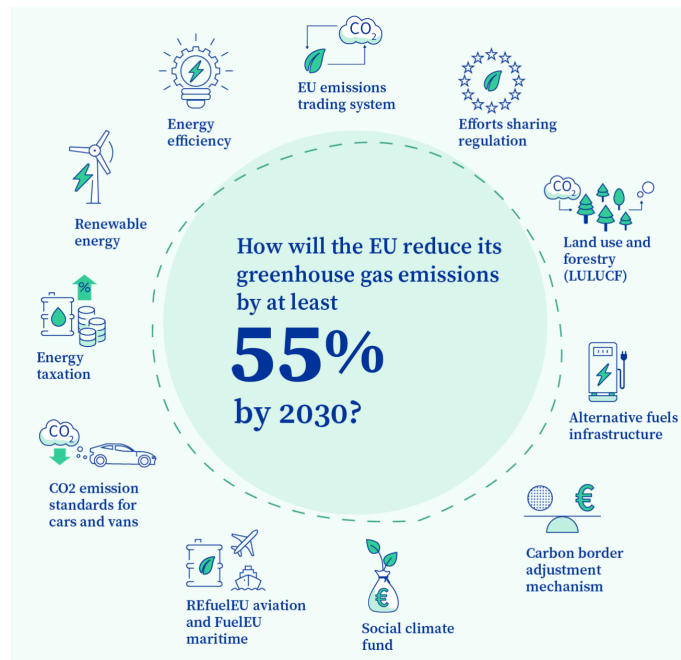 How will the EU reduce its
greenhouse gas emissions
by at least
55%
by 2030?
CO2
EU emissions
trading system
Efforts sharing
regulation
CO2
Land use and
forestry
(LULUCF)
Alternative fuels
infrastructure
€
Carbon border
adjustment
mechanism
€
Social climate
fund
REfuelEU aviation
and FuelEU
maritime
CO2
CO2 emission
standards for
cars and vans
%
Energy
taxation
Renewable
energy
Energy
efficiency